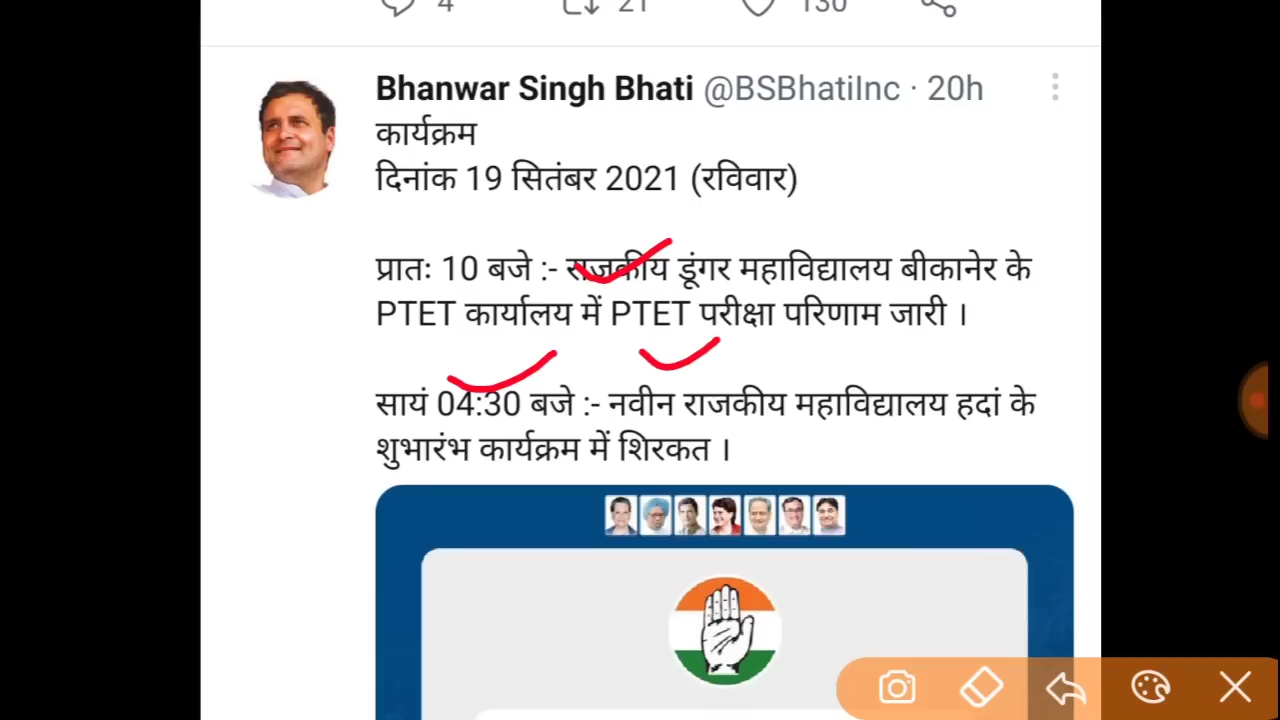 4 21 130
Bhanwar Singh Bhati @BSBhatiInc · 20h
कार्यक्रम
दिनांक 19 सितंबर 2021 (रविवार)
प्रातः 10 बजे :- राजकीय डूंगर महाविद्यालय बीकानेर के
PTET कार्यालय में PTET परीक्षा परिणाम जारी ।
सायं 04:30 बजे :- नवीन राजकीय महाविद्यालय हदां के
शुभारंभ कार्यक्रम में शिरकत ।